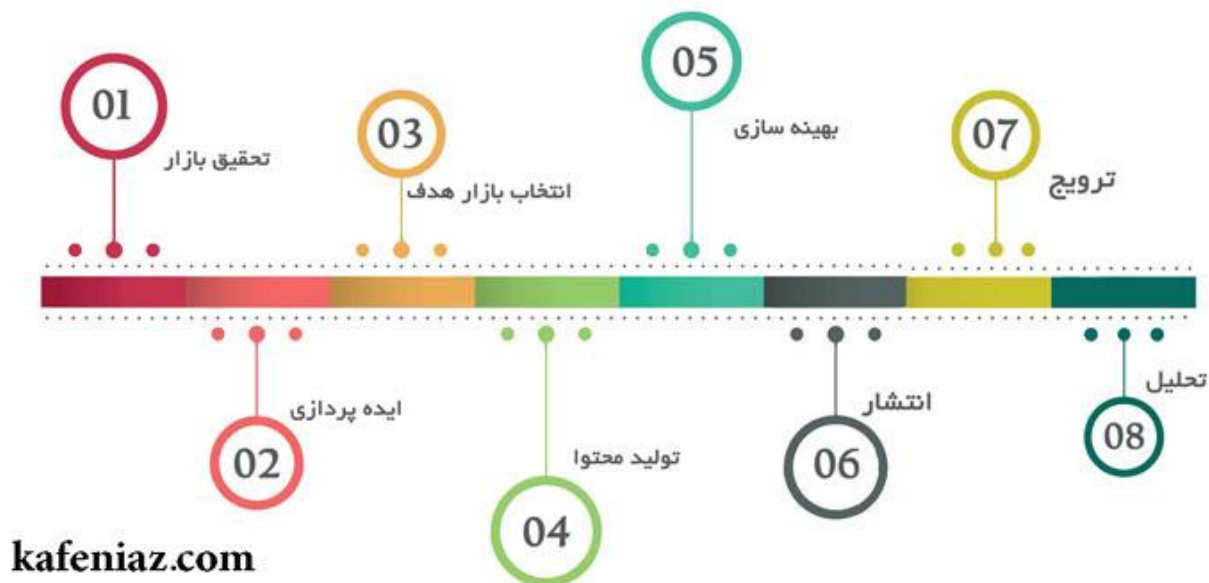 01
تحقیق بازار
02
ایده پردازی
03
انتخاب بازار هدف
04
تولید محتوا
05
بهینه سازی
06
انتشار
07
ترویج
08
تحلیل
kafeniaz.com